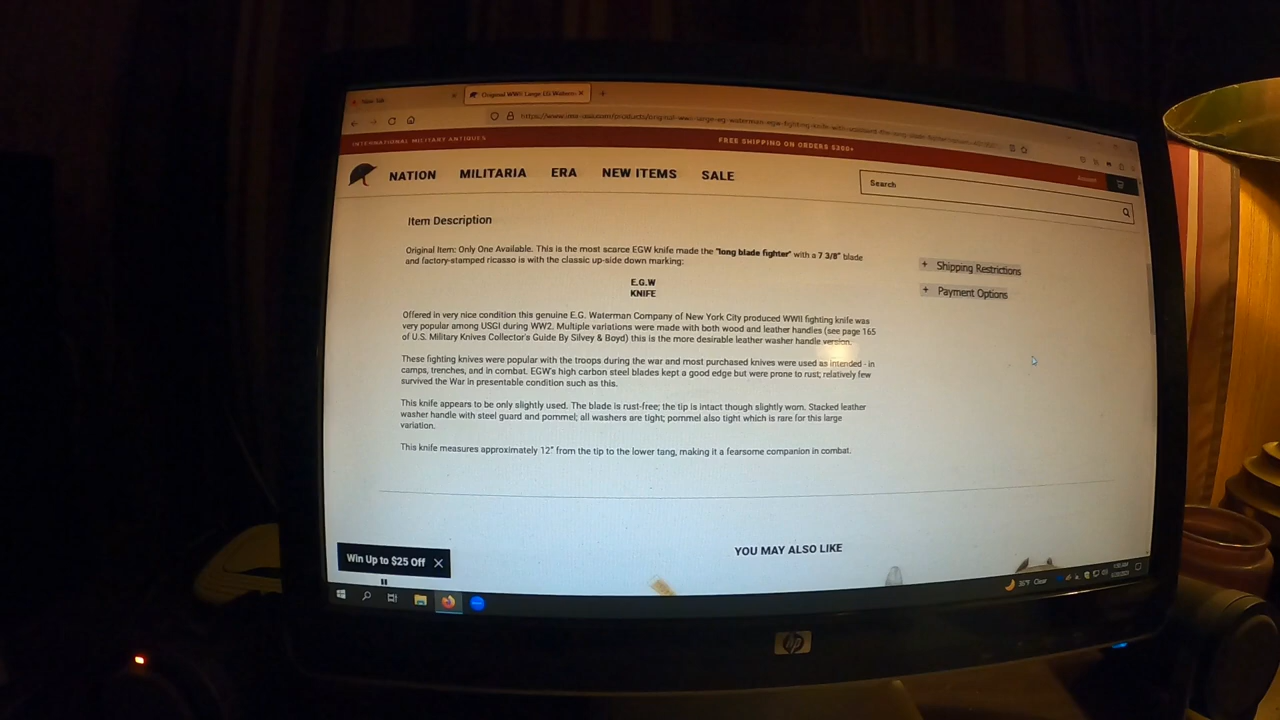 Original WWII Large US Waterm
INTERNATIONAL MILITARY ANTIQUES
FREE SHIPPING ON ORDERS $300+
NATION MILITARIA ERA NEW ITEMS SALE
Search
Item Description
Original Item: Only One Available. This is the most scarce EGW knife made the "long blade fighter" with a 7 3/8" blade
and factory-stamped ricasso is with the classic up-side down marking:
E.G.W
KNIFE
Offered in very nice condition this genuine E.G. Waterman Company of New York City produced WWII fighting knife was
very popular among USGI during WW2. Multiple variations were made with both wood and leather handles (see page 165
of U.S. Military Knives Collector's Guide By Silvey & Boyd) this is the more desirable leather washer handle version.
These fighting knives were popular with the troops during the war and most purchased knives were used as intended - in
camps, trenches, and in combat. EGW's high carbon steel blades kept a good edge but were prone to rust; relatively few
survived the War in presentable condition such as this.
This knife appears to be only slightly used. The blade is rust-free; the tip is intact though slightly worn. Stacked leather
washer handle with steel guard and pommel; all washers are tight; pommel also tight which is rare for this large
variation.
This knife measures approximately 12" from the tip to the lower tang, making it a fearsome companion in combat.
+ Shipping Restrictions
+ Payment Options
YOU MAY ALSO LIKE
Win Up to $25 Off
Clear
hp